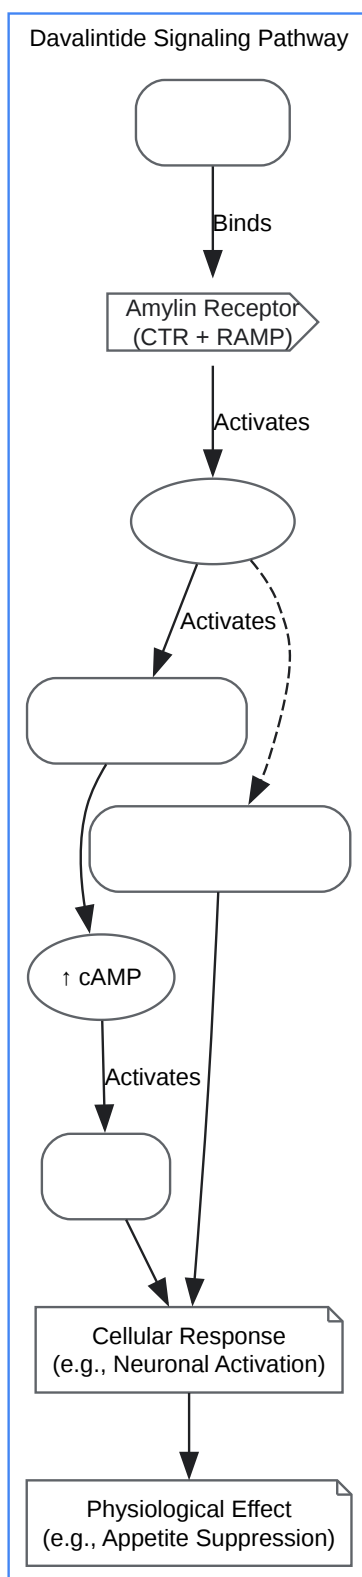 Davalintide Signaling Pathway
Binds
Amylin Receptor
(CTR + RAMP)
Activates
Activates
↑ cAMP
Activates
Cellular Response
(e.g., Neuronal Activation)
Physiological Effect
(e.g., Appetite Suppression)